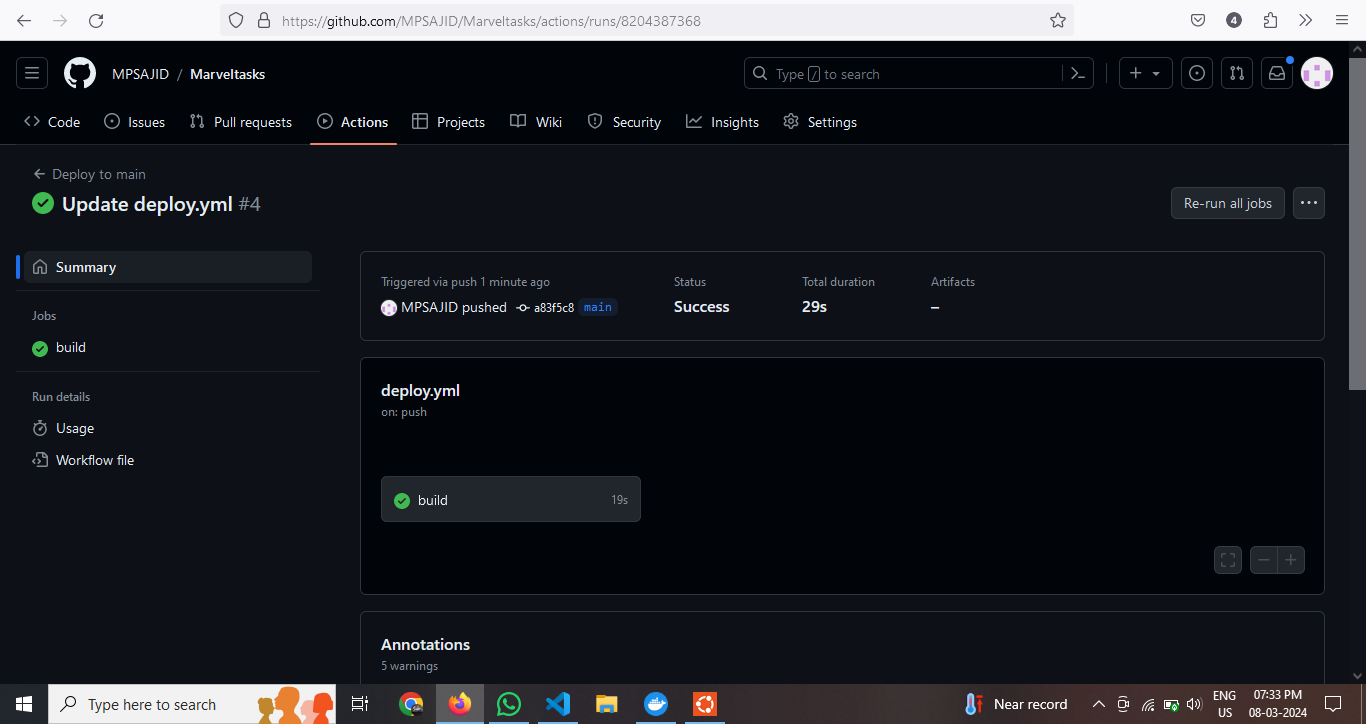 https://github.com/MPSAJID/Marveltasks/actions/runs/8204387368
4
MPSAJID / Marveltasks
Type / to search
Code Issues Pull requests Actions Projects Wiki Security Insights Settings
Deploy to main
Update deploy.yml #4
Re-run all jobs
Summary
Jobs
build
Run details
Usage
Workflow file
Triggered via push 1 minute ago
MPSAJID pushed a83f5c8 main
Status
Success
Total duration
29s
Artifacts
–
deploy.yml
on: push
build 19s
Annotations
5 warnings
Type here to search
Near record
ENG
US
07:33 PM
08-03-2024